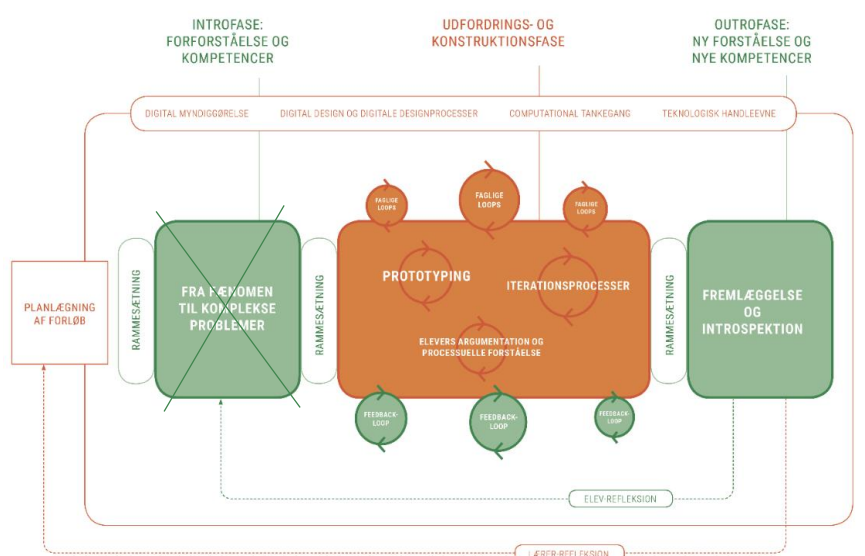 INTROFASE:
FORFORSTÅELSE OG
KOMPETENCER
UDFORDRINGS- OG
KONSTRUKTIONSFASE
OUTROFASE:
NY FORSTÅELSE OG
NYE KOMPETENCER
DIGITAL MYNDIGGØRELSE
DIGITAL DESIGN OG DIGITALE DESIGNPROCESSER
COMPUTATIONAL TANKEGANG
TEKNOLOGISK HANDLEEVNE
PLANLÆGNING
AF FORLØB
RAMMESÆTNING
FRA FÆNOMEN
TIL KOMPLEKSE
PROBLEMER
RAMMESÆTNING
FAGLIGE
LOOPS
FAGLIGE
LOOPS
FAGLIGE
LOOPS
PROTOTYPING
ITERATIONSPROCESSER
ELEVERS ARGUMENTATION OG
PROCESSUELLE FORSTÅELSE
FEEDBACK-
LOOP
FEEDBACK-
LOOP
FEEDBACK-
LOOP
RAMMESÆTNING
FREMLÆGGELSE
OG
INTROSPEKTION
ELEV-REFLEKSION
LÆRER-REFLEKSION